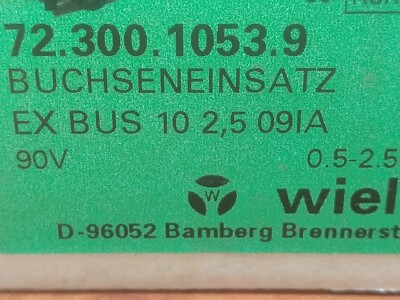 72.300.1053.9
BUCHSENEINSATZ
EX BUS 10 2,5 09IA
90V 0.5-2.5
W wiel
D-96052 Bamberg Brennerst